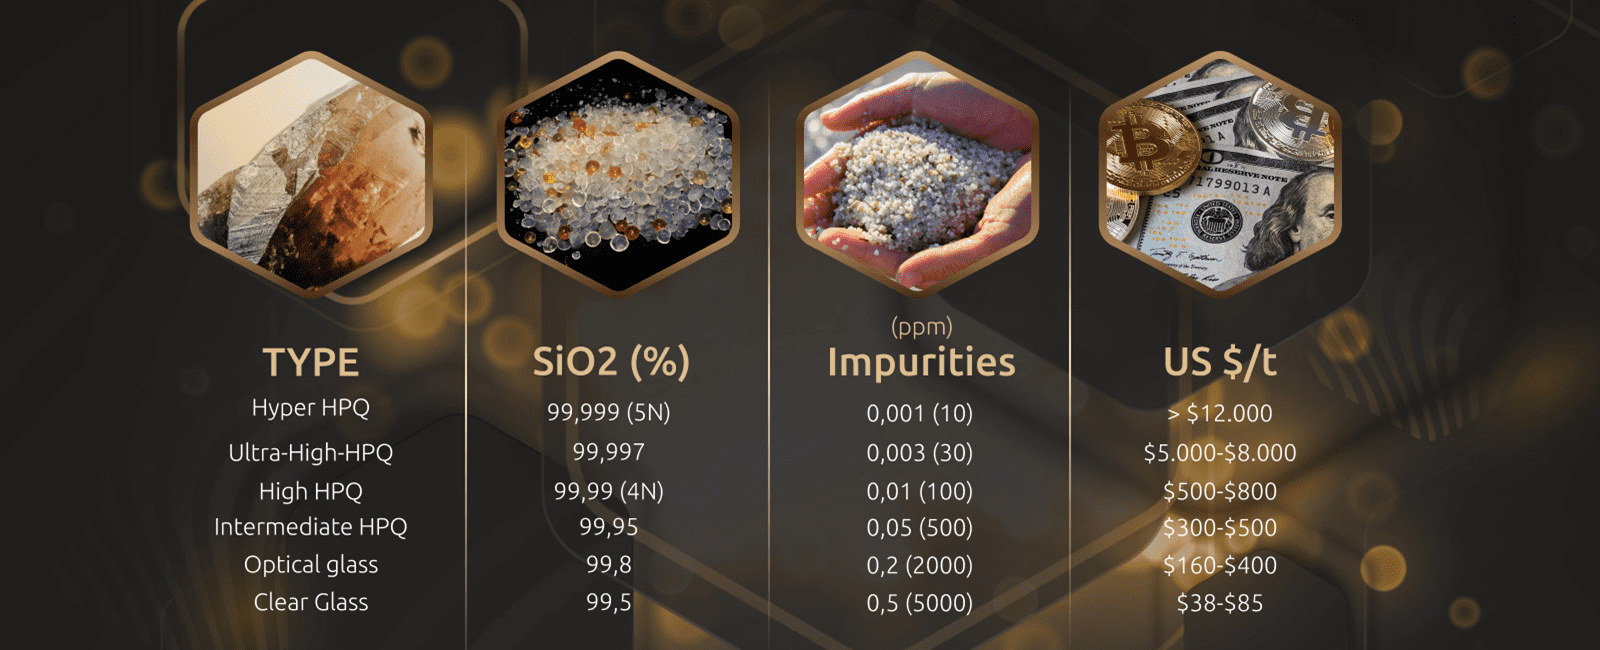 TYPE
Hyper HPQ
Ultra-High-HPQ
High HPQ
Intermediate HPQ
Optical glass
Clear Glass
SiO2 (%)
99,999 (5N)
99,997
99,99 (4N)
99,95
99,8
99,5
(ppm)
Impurities
0,001 (10)
0,003 (30)
0,01 (100)
0,05 (500)
0,2 (2000)
0,5 (5000)
71799013 A
US $/t
> $12.000
$5.000-$8.000
$500-$800
$300-$500
$160-$400
$38-$85